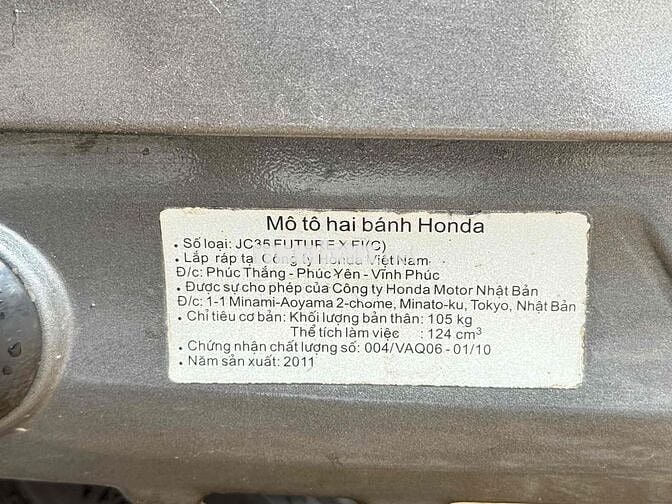 Mô tô hai bánh Honda
• Số loại: JC35 FUTURE X FI(C)
• Lắp ráp tạ Công ty Honda Việt Nam
Đ/c: Phúc Thắng - Phúc Yên - Vĩnh Phúc
• Được sự cho phép của Công ty Honda Motor Nhật Bản
Đ/c: 1-1 Minami-Aoyama 2-chome, Minato-ku, Tokyo, Nhật Bản
• Chỉ tiêu cơ bản: Khối lượng bản thân: 105 kg
Thể tích làm việc : 124 cm³
• Chứng nhận chất lượng số: 004/VAQ06 - 01/10
• Năm sản xuất: 2011